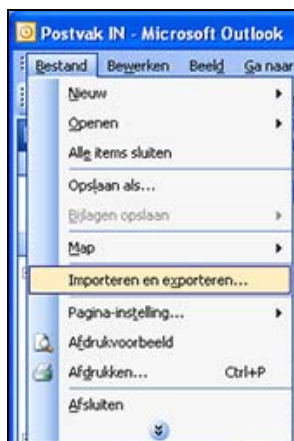 Postvak IN - Microsoft Outlook
Bestand Bewerken Beeld Ga naar
Nieuw
Openen
Alle items sluiten
Opslaan als...
Bijlagen opslaan
Map
Importeren en exporteren...
Pagina-instelling...
Afdrukvoorbeeld
Afdrukken... Ctrl+P
Afsluiten